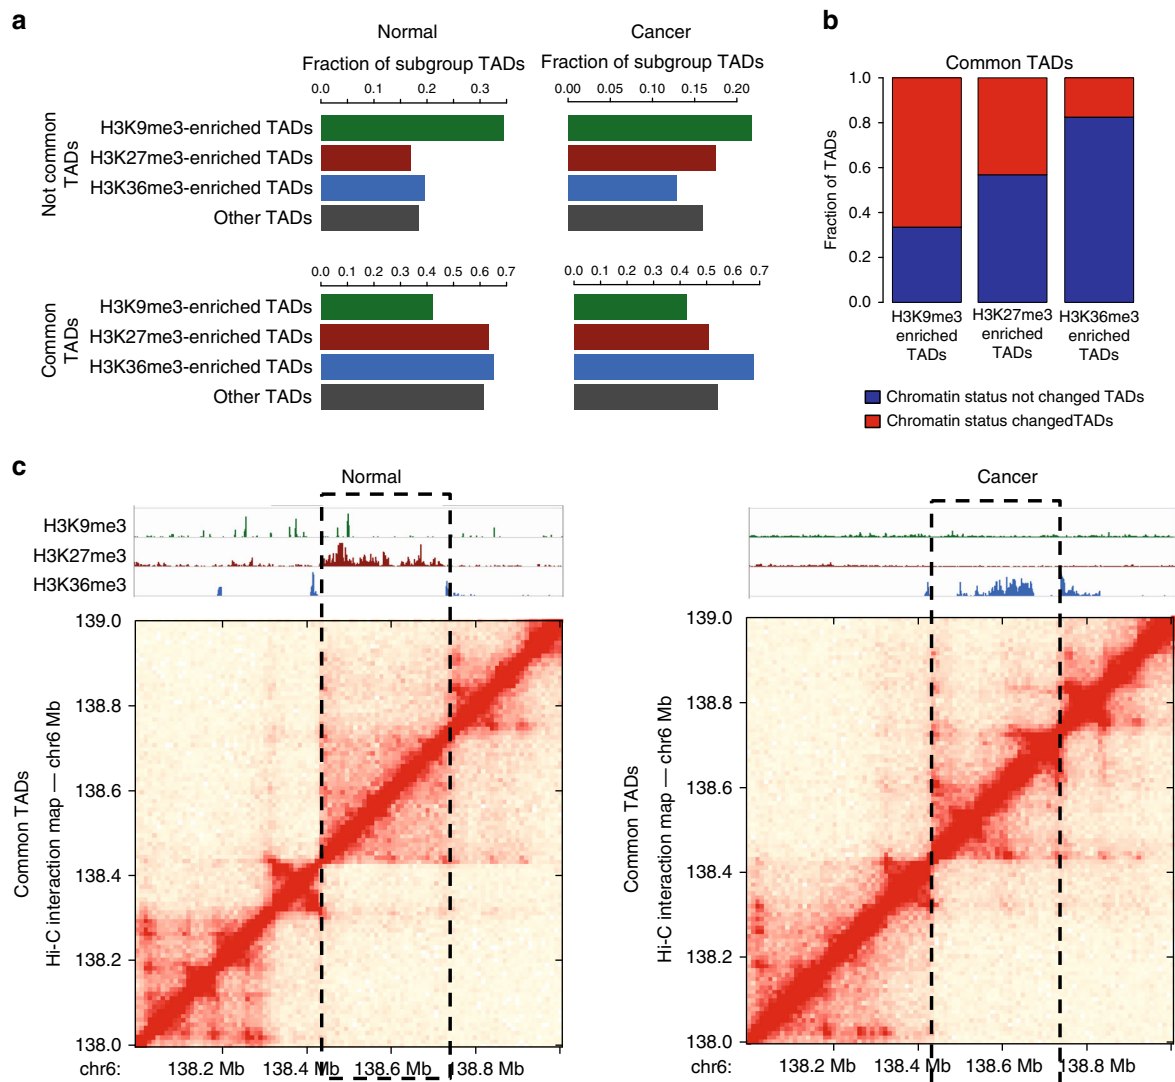 a
Normal
Cancer
Fraction of subgroup TADs
Fraction of subgroup TADs
0.0 0.1 0.2 0.3
0.00 0.05 0.10 0.15 0.20
Not common
TADs
H3K9me3-enriched TADs
H3K27me3-enriched TADs
H3K36me3-enriched TADs
Other TADs
0.0 0.1 0.2 0.3 0.4 0.5 0.6 0.7
0.0 0.1 0.2 0.3 0.4 0.5 0.6 0.7
Common
TADs
H3K9me3-enriched TADs
H3K27me3-enriched TADs
H3K36me3-enriched TADs
Other TADs
b
Common TADs
Fraction of TADs
1.0
0.8
0.6
0.4
0.2
0.0
H3K9me3
enriched
TADs
H3K27me3
enriched
TADs
H3K36me3
enriched
TADs
Chromatin status not changed TADs
Chromatin status changedTADs
c
Normal
H3K9me3
H3K27me3
H3K36me3
Common TADs
Hi-C interaction map — chr6 Mb
139.0
138.8
138.6
138.4
138.2
138.0
chr6: 138.2 Mb 138.4 Mb 138.6 Mb 138.8 Mb
Cancer
Common TADs
Hi-C interaction map — chr6 Mb
139.0
138.8
138.6
138.4
138.2
138.0
chr6: 138.2 Mb 138.4 Mb 138.6 Mb 138.8 Mb